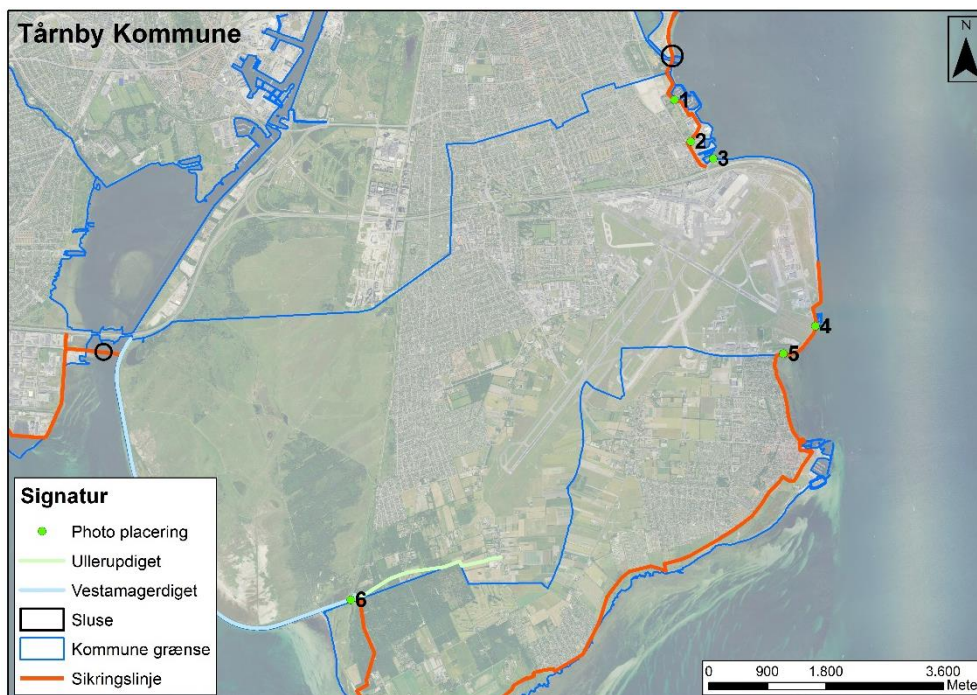 Tårnby Kommune
N
1
2
3
4
5
6
Signatur
Photo placering
Ullerupdiget
Vestamagerdiget
Sluse
Kommune grænse
Sikringslinje
0 900 1.800 3.600
Mete